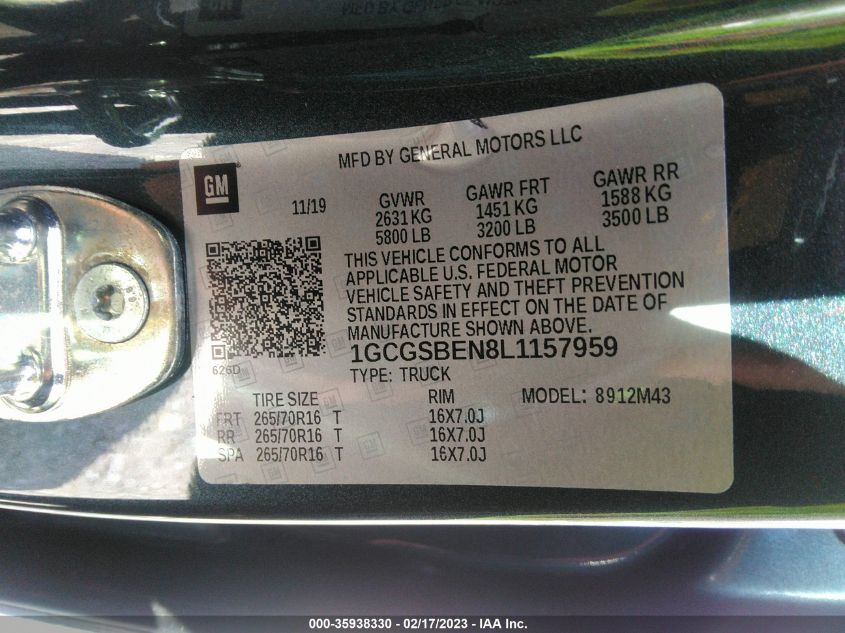 MFD BY GENERAL MOTORS LLC
GM
11/19
GVWR
2631 KG
5800 LB
GAWR FRT
1451 KG
3200 LB
GAWR RR
1588 KG
3500 LB
THIS VEHICLE CONFORMS TO ALL
APPLICABLE U.S. FEDERAL MOTOR
VEHICLE SAFETY AND THEFT PREVENTION
STANDARDS IN EFFECT ON THE DATE OF
MANUFACTURE SHOWN ABOVE.
1GCGSBEN8L1157959
626D
TYPE: TRUCK
TIRE SIZE RIM MODEL: 8912M43
FRT 265/70R16 T 16X7.0J
RR 265/70R16 T 16X7.0J
SPA 265/70R16 T 16X7.0J
000-35938330 - 02/17/2023 - IAA Inc.